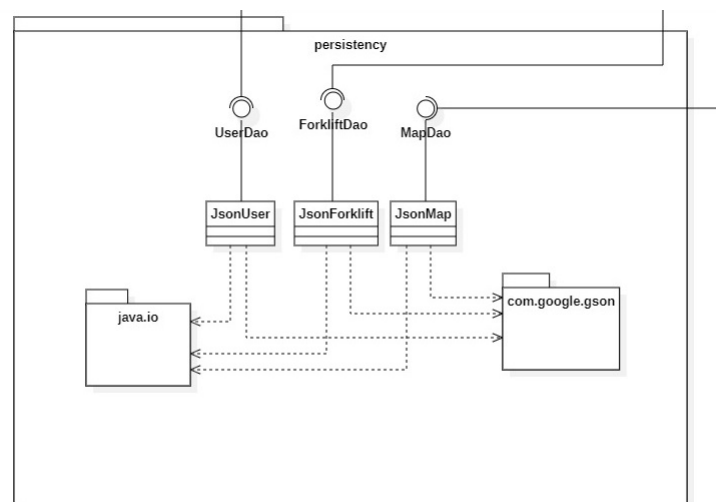 persistency
UserDao
ForkliftDao
MapDao
JsonUser
JsonForklift
JsonMap
java.io
com.google.gson